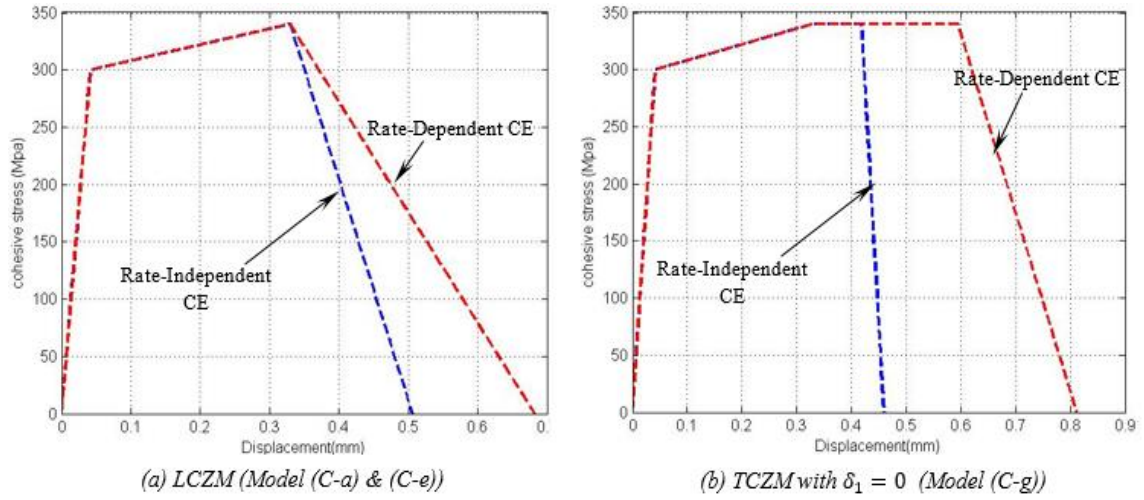 350
300
250
200
150
100
50
0
cohesive stress (Mpa)
Rate-Dependent CE
Rate-Independent
CE
0 0.1 0.2 0.3 0.4 0.5 0.6 0.
Displacement(mm)
(a) LCZM (Model (C-a) & (C-e))
350
300
250
200
150
100
50
0
cohesive stress (Mpa)
Rate-Dependent CE
Rate-Independent
CE
0 0.1 0.2 0.3 0.4 0.5 0.6 0.7 0.8 0.9
Displacement(mm)
(b) TCZM with δ₁ = 0 (Model (C-g))